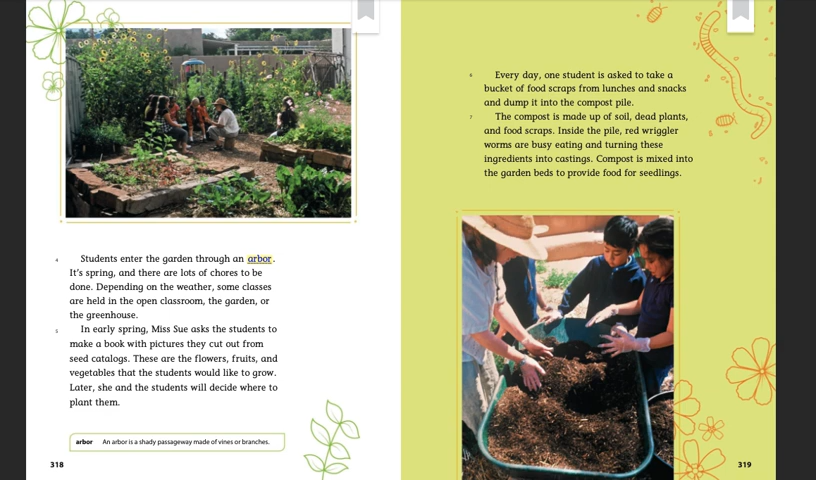 4 Students enter the garden through an arbor.
It's spring, and there are lots of chores to be
done. Depending on the weather, some classes
are held in the open classroom, the garden, or
the greenhouse.
5 In early spring, Miss Sue asks the students to
make a book with pictures they cut out from
seed catalogs. These are the flowers, fruits, and
vegetables that the students would like to grow.
Later, she and the students will decide where to
plant them.
arbor An arbor is a shady passageway made of vines or branches.
318
6 Every day, one student is asked to take a
bucket of food scraps from lunches and snacks
and dump it into the compost pile.
7 The compost is made up of soil, dead plants,
and food scraps. Inside the pile, red wriggler
worms are busy eating and turning these
ingredients into castings. Compost is mixed into
the garden beds to provide food for seedlings.
319